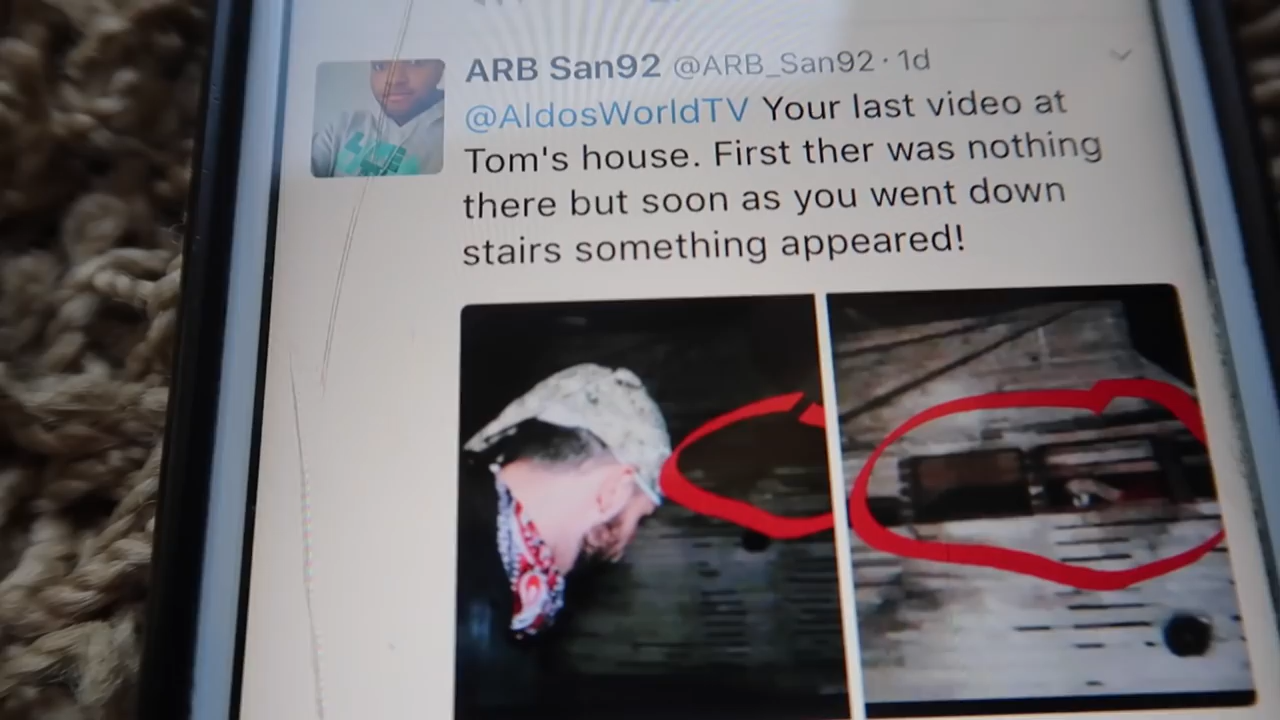 ARB San92 @ARB_San92 · 1d
@AldosWorldTV Your last video at
Tom's house. First ther was nothing
there but soon as you went down
stairs something appeared!